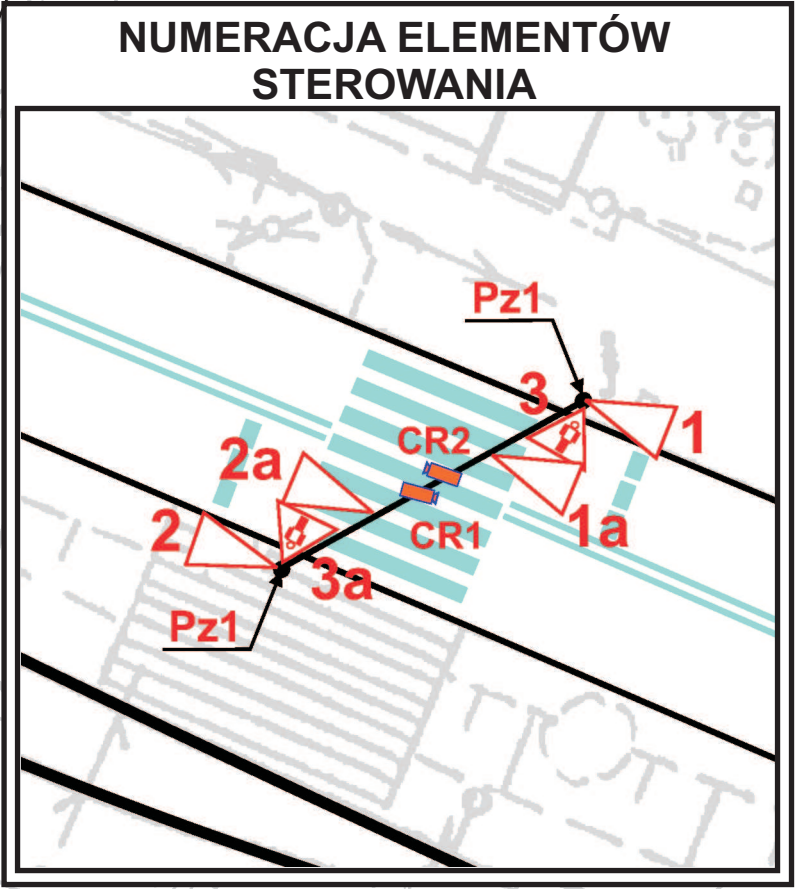 NUMERACJA ELEMENTÓW
STEROWANIA
Pz1
3
1
CR2
2a
CR1
1a
2
3a
Pz1